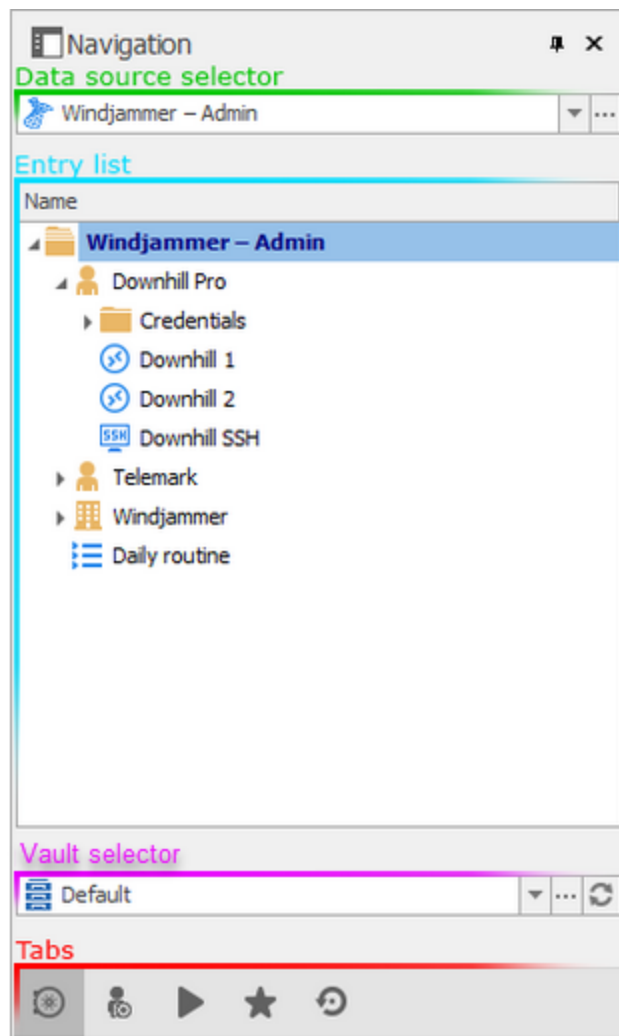 Navigation
Data source selector
Windjammer – Admin
Entry list
Name
Windjammer – Admin
Downhill Pro
Credentials
Downhill 1
Downhill 2
SSH Downhill SSH
Telemark
Windjammer
Daily routine
Vault selector
Default
Tabs